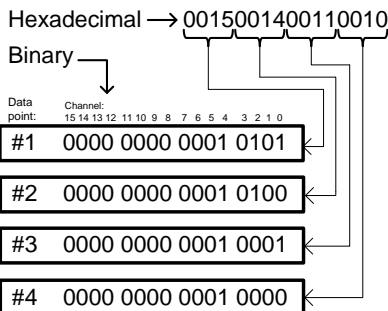 Hexadecimal 0015001400110010
Binary
Data point: Channel:
15 14 13 12 11 10 9 8 7 6 5 4 3 2 1 0
#1 0000 0000 0001 0101
#2 0000 0000 0001 0100
#3 0000 0000 0001 0001
#4 0000 0000 0001 0000